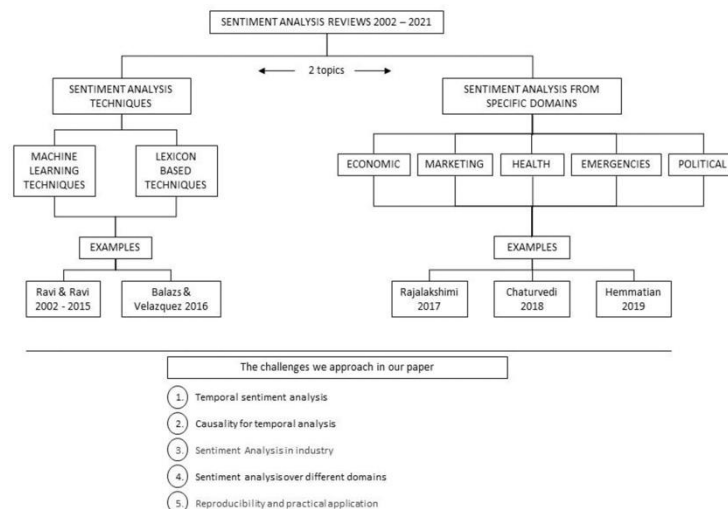 SENTIMENT ANALYSIS REVIEWS 2002 – 2021
2 topics
SENTIMENT ANALYSIS
TECHNIQUES
SENTIMENT ANALYSIS FROM
SPECIFIC DOMAINS
MACHINE
LEARNING
TECHNIQUES
LEXICON
BASED
TECHNIQUES
ECONOMIC
MARKETING
HEALTH
EMERGENCIES
POLITICAL
EXAMPLES
EXAMPLES
Ravi & Ravi
2002 - 2015
Balazs &
Velazquez 2016
Rajalakshimi
2017
Chaturvedi
2018
Hemmatian
2019
The challenges we approach in our paper
1. Temporal sentiment analysis
2. Causality for temporal analysis
3. Sentiment Analysis in industry
4. Sentiment analysis over different domains
5. Reproducibility and practical application